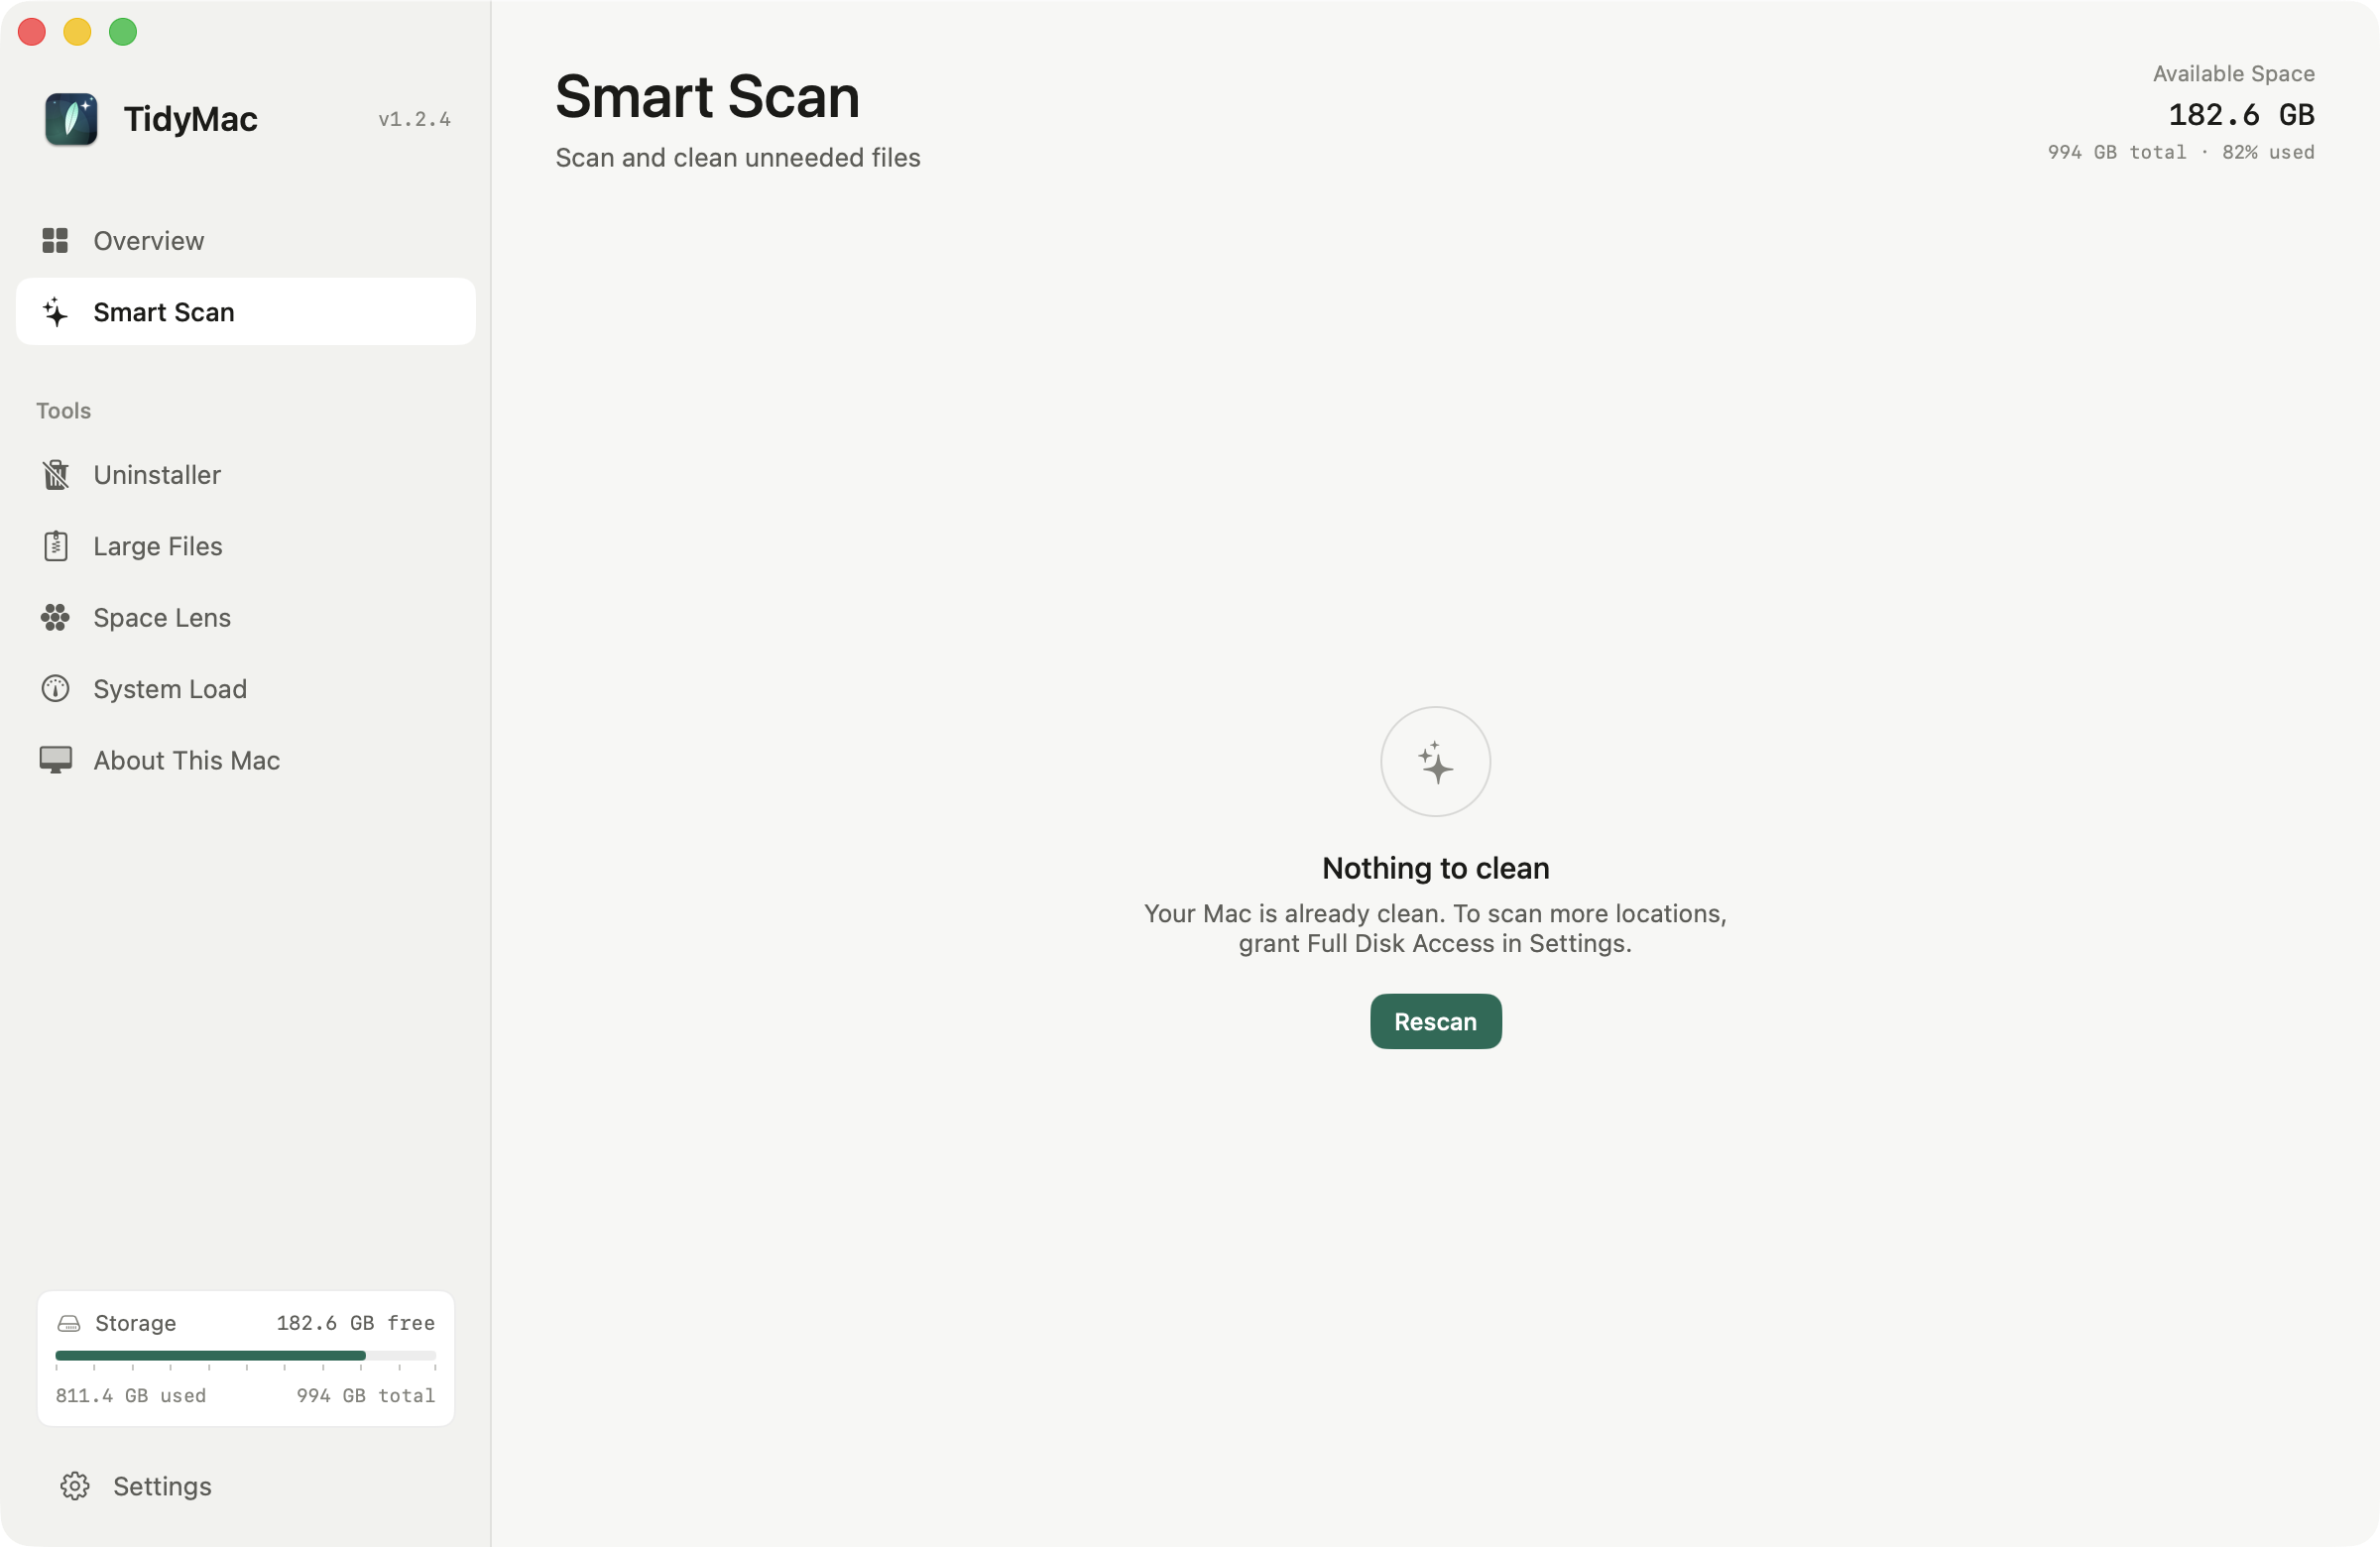 TidyMac
v1.2.4
Overview
Smart Scan
Tools
Uninstaller
Large Files
Space Lens
System Load
About This Mac
Storage
182.6 GB free
811.4 GB used
994 GB total
Settings
Smart Scan
Scan and clean unneeded files
Available Space
182.6 GB
994 GB total · 82% used
Nothing to clean
Your Mac is already clean. To scan more locations,
grant Full Disk Access in Settings.
Rescan